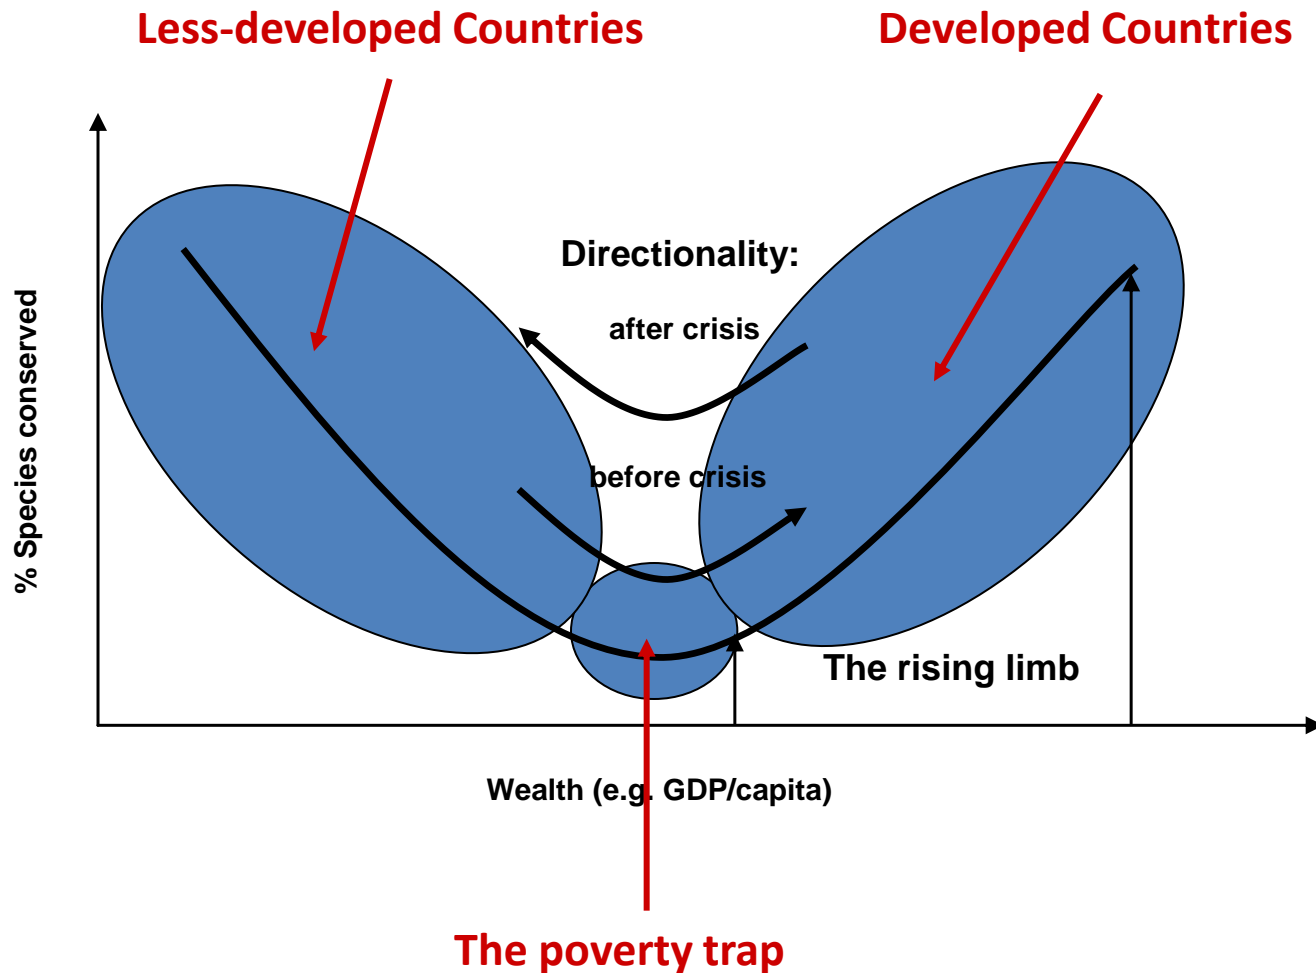 Less-developed Countries
Developed Countries
Directionality:
after crisis
% Species conserved
before crisis
The rising limb
Wealth (e.g. GDP/capita)
The poverty trap